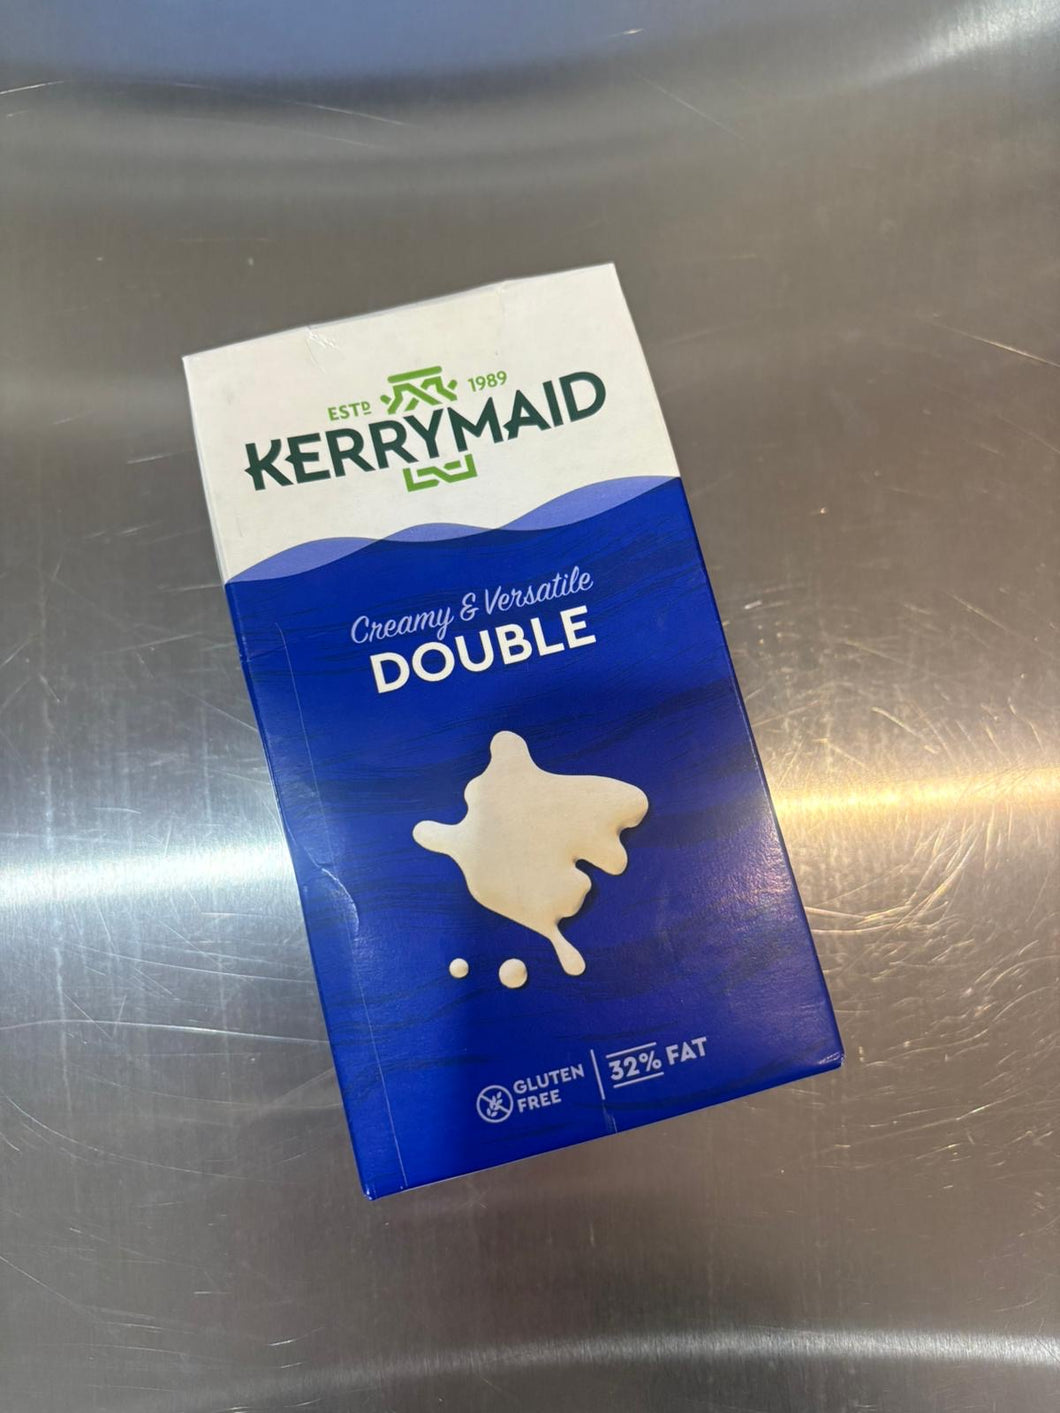 ESTD 1989
KERRYMAID
Creamy & Versatile
DOUBLE
GLUTEN
FREE
32% FAT